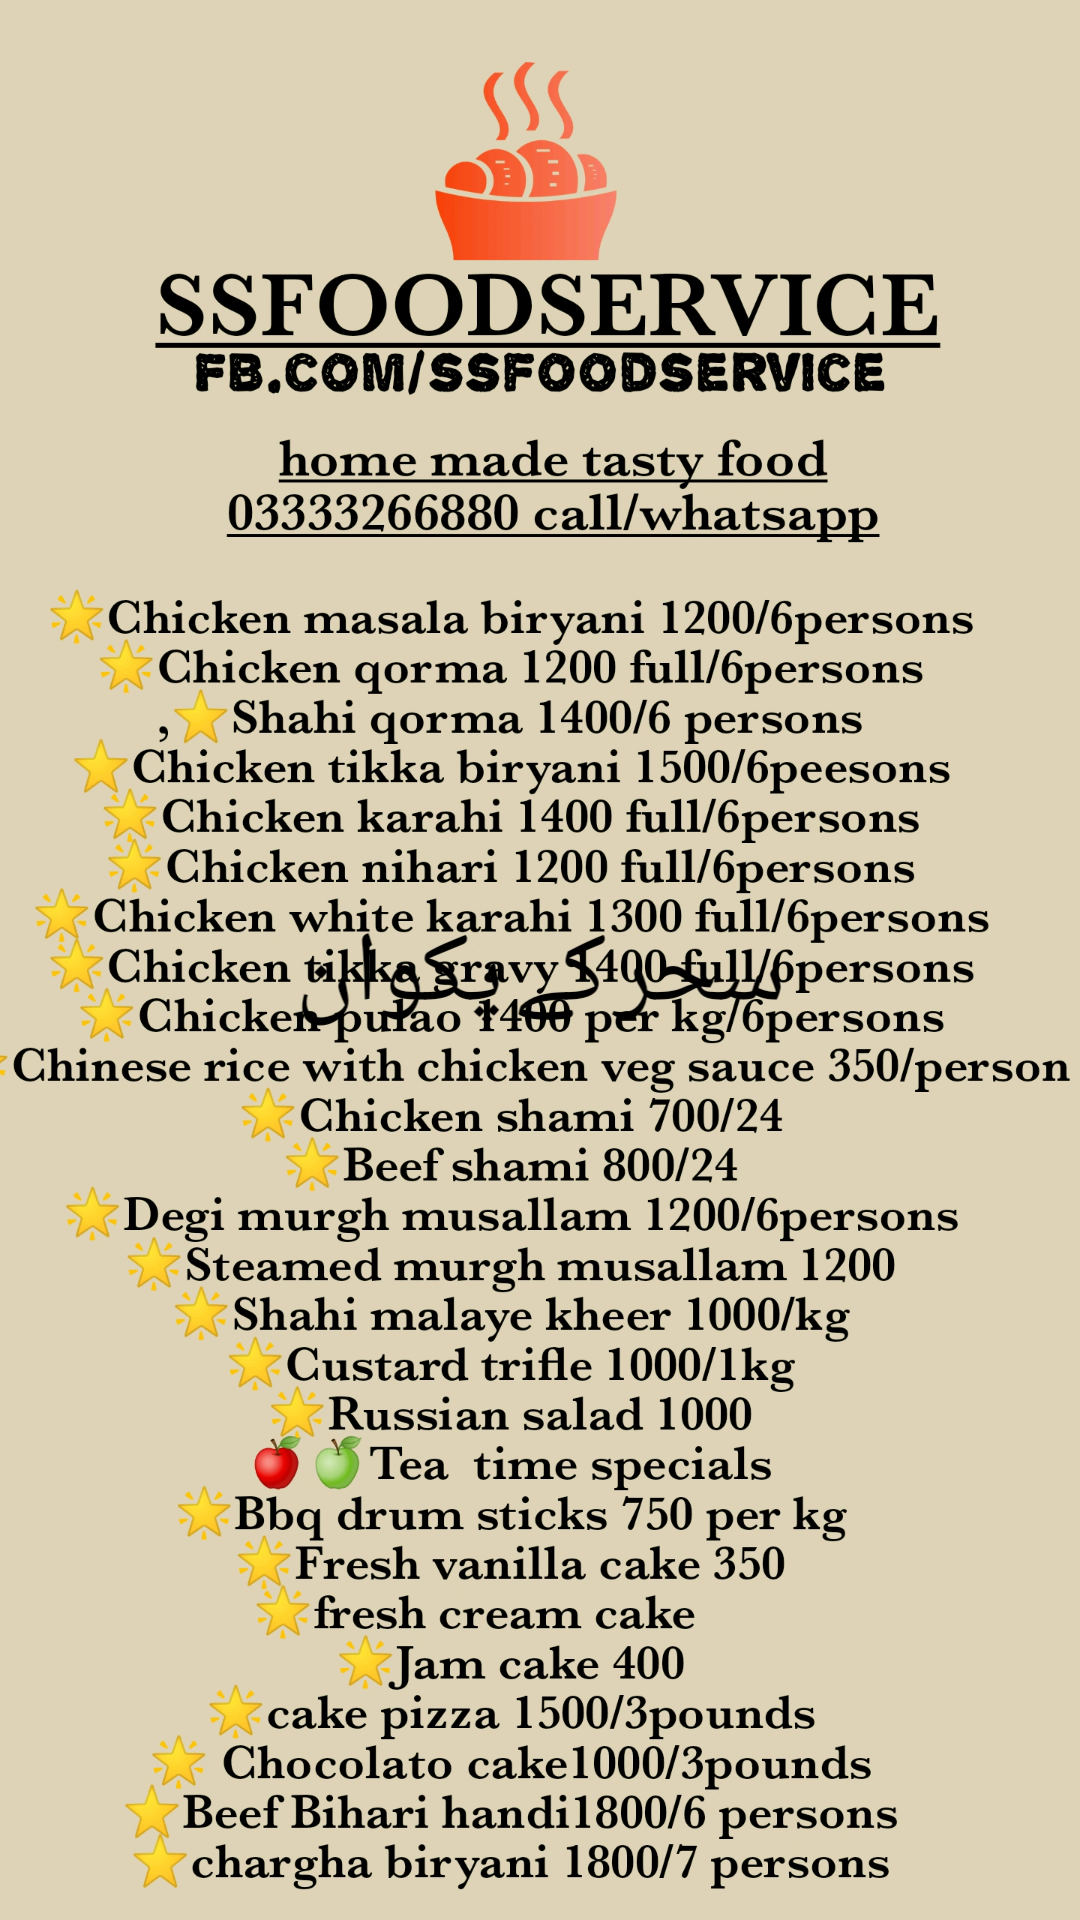 SSFOODSERVICE
FB.COM/SSFOODSERVICE
home made tasty food
03333266880 call/whatsapp
🌟Chicken masala biryani 1200/6persons
🌟Chicken qorma 1200 full/6persons
,⭐Shahi qorma 1400/6 persons
⭐Chicken tikka biryani 1500/6peesons
🌟Chicken karahi 1400 full/6persons
🌟Chicken nihari 1200 full/6persons
🌟Chicken white karahi 1300 full/6persons
🌟Chicken tikka gravy 1400 full/6persons
سحر کے پکوان
🌟Chicken pulao 1400 per kg/6persons
🌟Chinese rice with chicken veg sauce 350/person
🌟Chicken shami 700/24
🌟Beef shami 800/24
🌟Degi murgh musallam 1200/6persons
🌟Steamed murgh musallam 1200
🌟Shahi malaye kheer 1000/kg
🌟Custard trifle 1000/1kg
🌟Russian salad 1000
🍎🍏Tea  time specials
🌟Bbq drum sticks 750 per kg
🌟Fresh vanilla cake 350
🌟fresh cream cake
🌟Jam cake 400
🌟cake pizza 1500/3pounds
🌟 Chocolato cake1000/3pounds
⭐Beef Bihari handi1800/6 persons
⭐chargha biryani 1800/7 persons